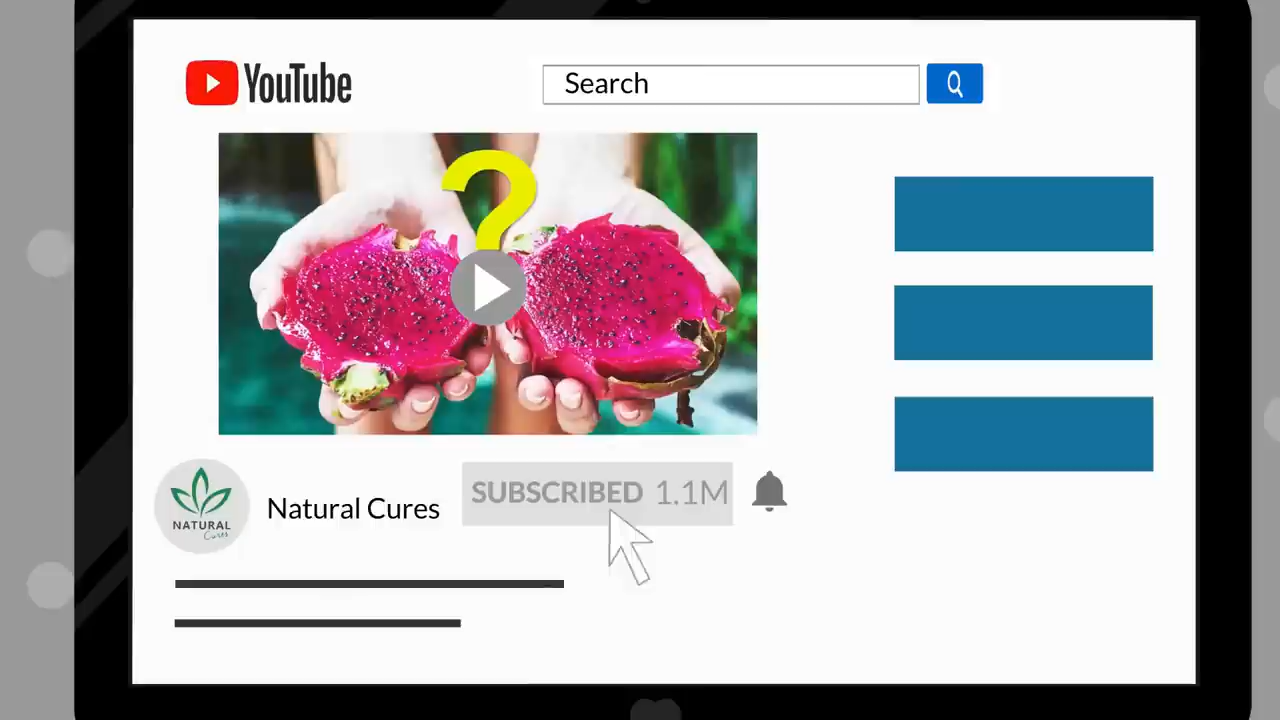 YouTube
Search
?
NATURAL
Cures
Natural Cures
SUBSCRIBED 1.1M